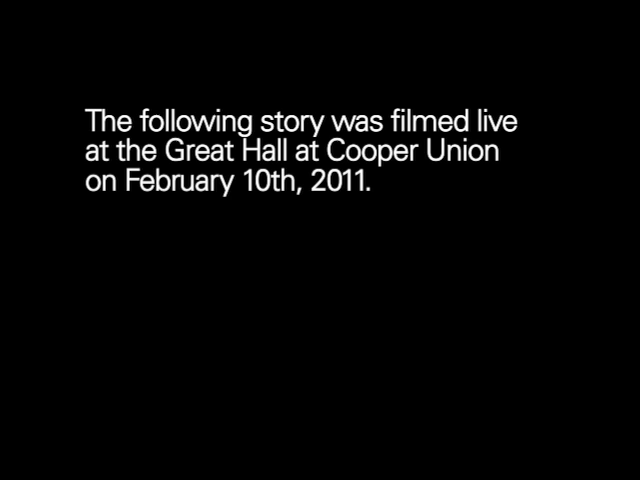 The following story was filmed live
at the Great Hall at Cooper Union
on February 10th, 2011.